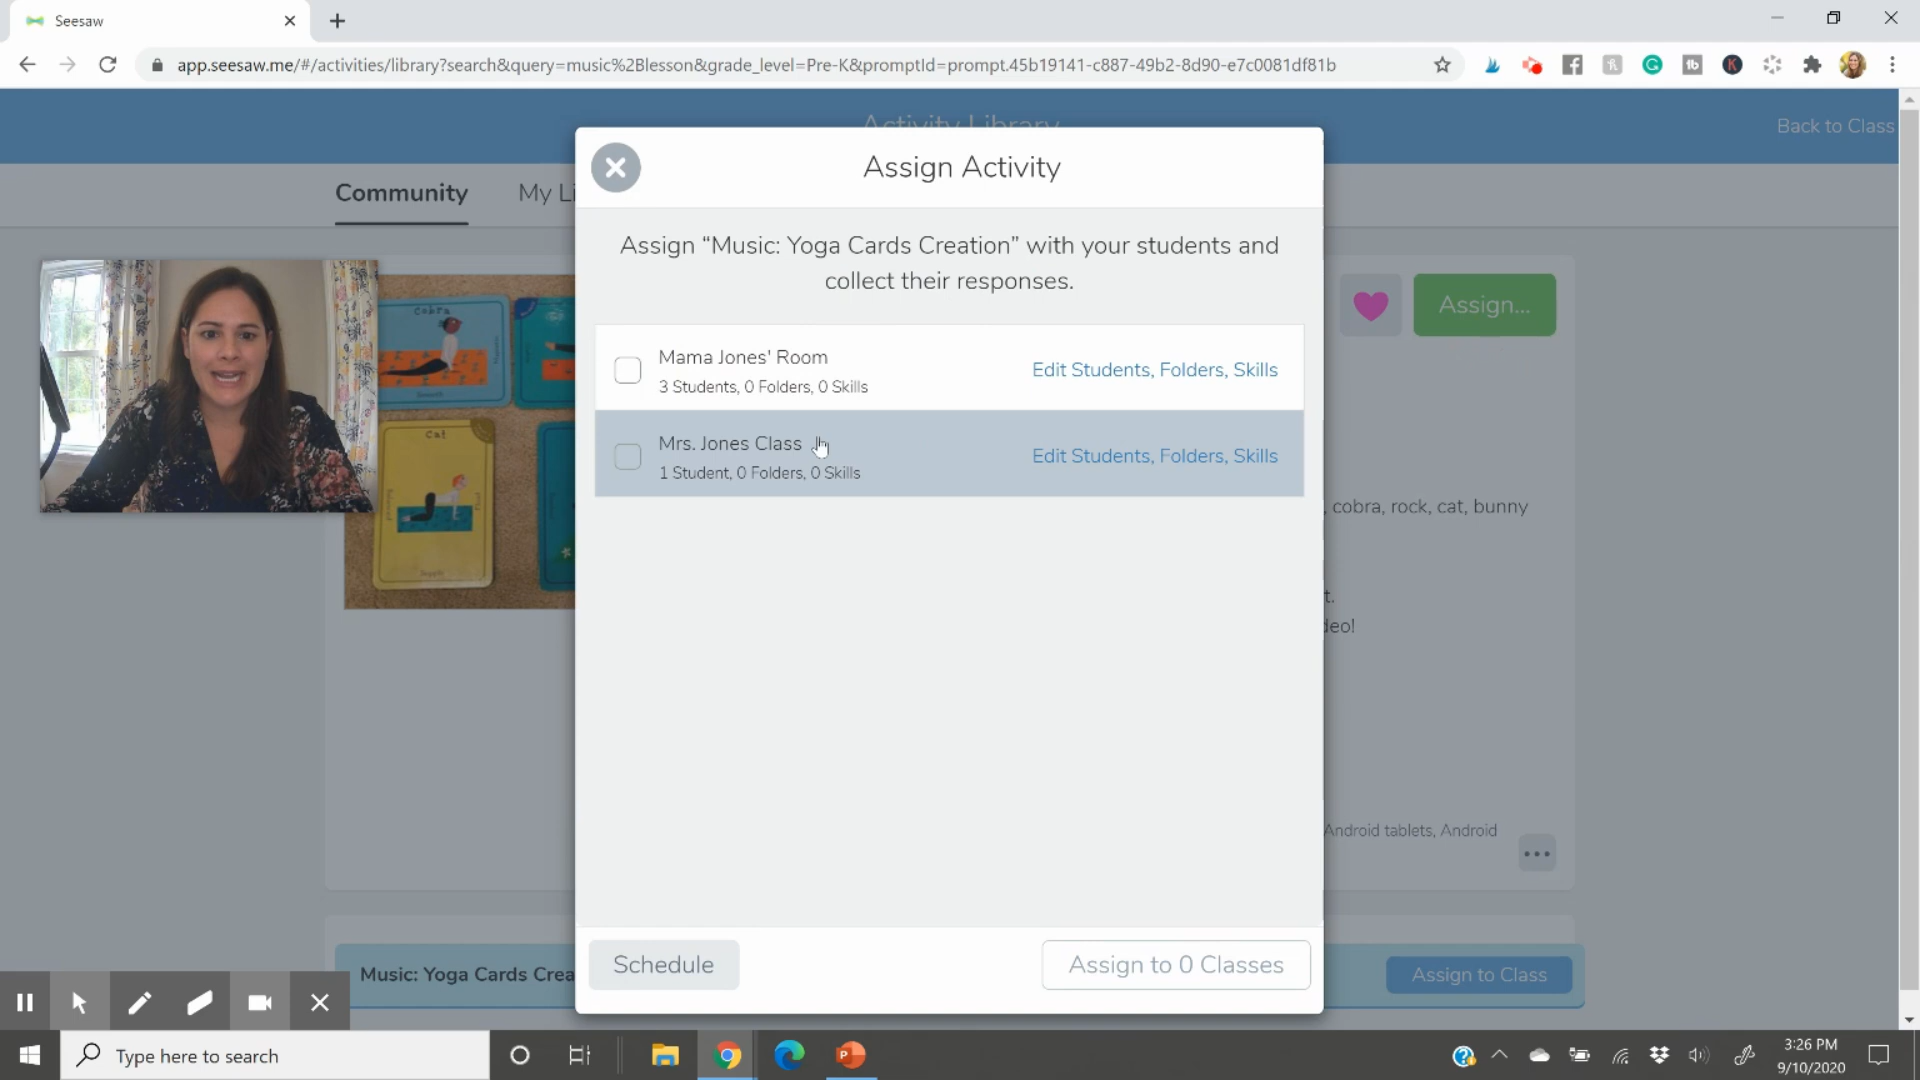 Seesaw
app.seesaw.me/#/activities/library?search&query=music%2Blesson&grade_level=Pre-K&promptId=prompt.45b19141-c887-49b2-8d90-e7c0081df81b
Activity Library
Back to Class
Community
My Li
Assign Activity
Assign “Music: Yoga Cards Creation” with your students and
collect their responses.
Assign...
Cobra
Mama Jones' Room
3 Students, 0 Folders, 0 Skills
Edit Students, Folders, Skills
Cat
Mrs. Jones Class
1 Student, 0 Folders, 0 Skills
Edit Students, Folders, Skills
, cobra, rock, cat, bunny
t.
deo!
Android tablets, Android
Schedule
Assign to 0 Classes
Music: Yoga Cards Crea
Assign to Class
Type here to search
3:26 PM
9/10/2020